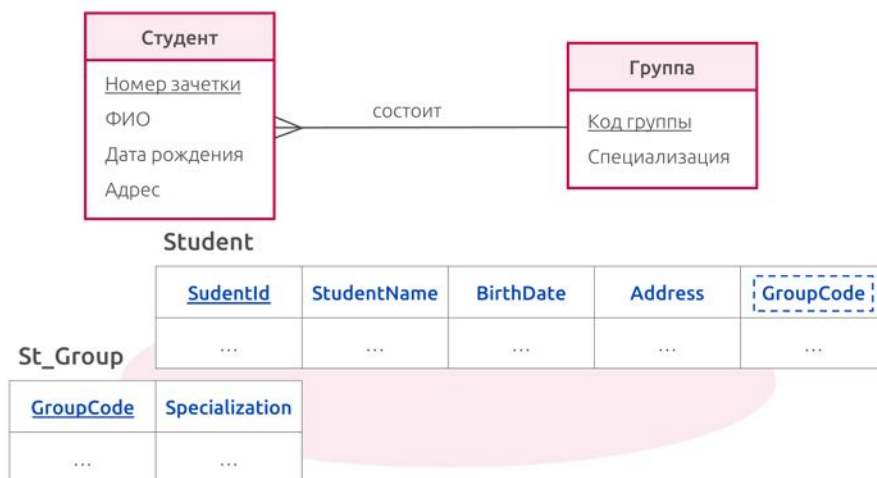 Студент
Номер зачетки
ФИО
Дата рождения
Адрес
состоит
Группа
Код группы
Специализация
Student
SudentId StudentName BirthDate Address GroupCode
... ... ... ... ...
St_Group
GroupCode Specialization
... ...